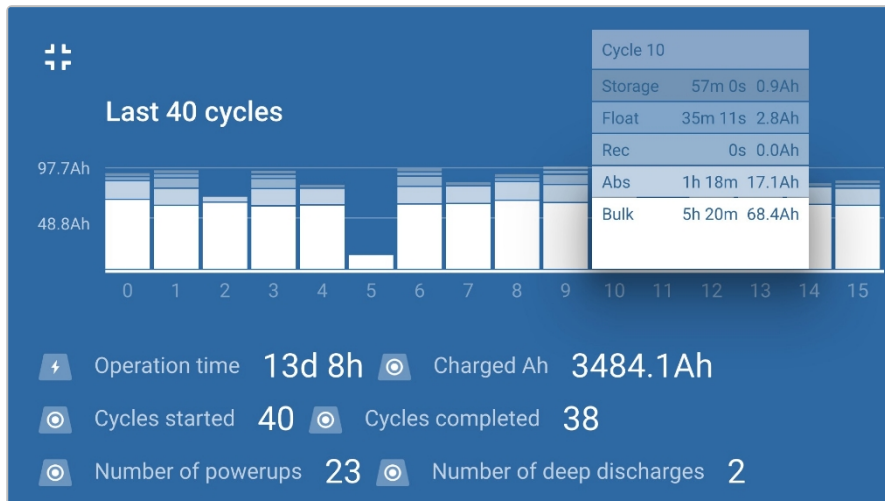 Cycle 10
Storage 57m 0s 0.9Ah
Float 35m 11s 2.8Ah
Rec 0s 0.0Ah
Abs 1h 18m 17.1Ah
Bulk 5h 20m 68.4Ah
Last 40 cycles
97.7Ah
48.8Ah
0 1 2 3 4 5 6 7 8 9 10 11 12 13 14 15
Operation time 13d 8h Charged Ah 3484.1Ah
Cycles started 40 Cycles completed 38
Number of powerups 23 Number of deep discharges 2